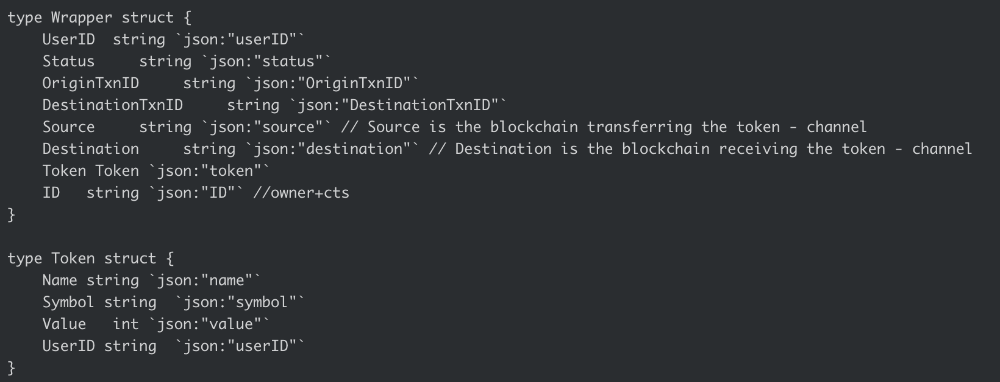 type Wrapper struct {
    UserID  string `json:"userID"`
    Status     string `json:"status"`
    OriginTxnID     string `json:"OriginTxnID"`
    DestinationTxnID     string `json:"DestinationTxnID"`
    Source     string `json:"source"` // Source is the blockchain transferring the token - channel
    Destination     string `json:"destination"` // Destination is the blockchain receiving the token - channel
    Token Token `json:"token"`
    ID   string `json:"ID"` //owner+cts
}

type Token struct {
    Name string `json:"name"`
    Symbol string  `json:"symbol"`
    Value   int `json:"value"`
    UserID string  `json:"userID"`
}